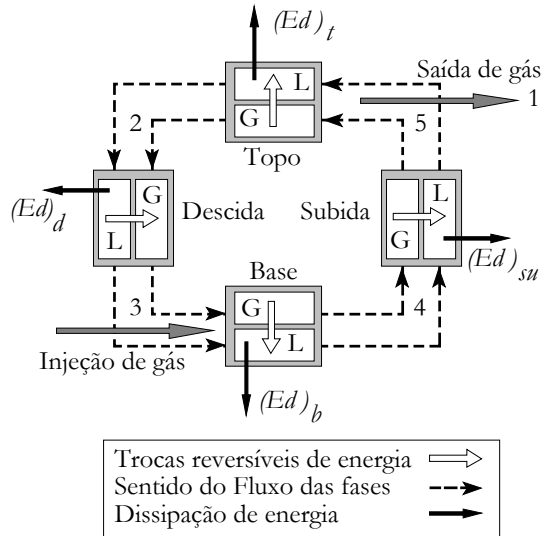 (Ed)t
Saída de gás
1
L
G
Topo
2
5
(Ed)d
G
L
Descida
Subida
L
G
(Ed)su
Base
3
4
G
L
Injeção de gás
(Ed)b
Trocas reversíveis de energia
Sentido do Fluxo das fases
Dissipação de energia